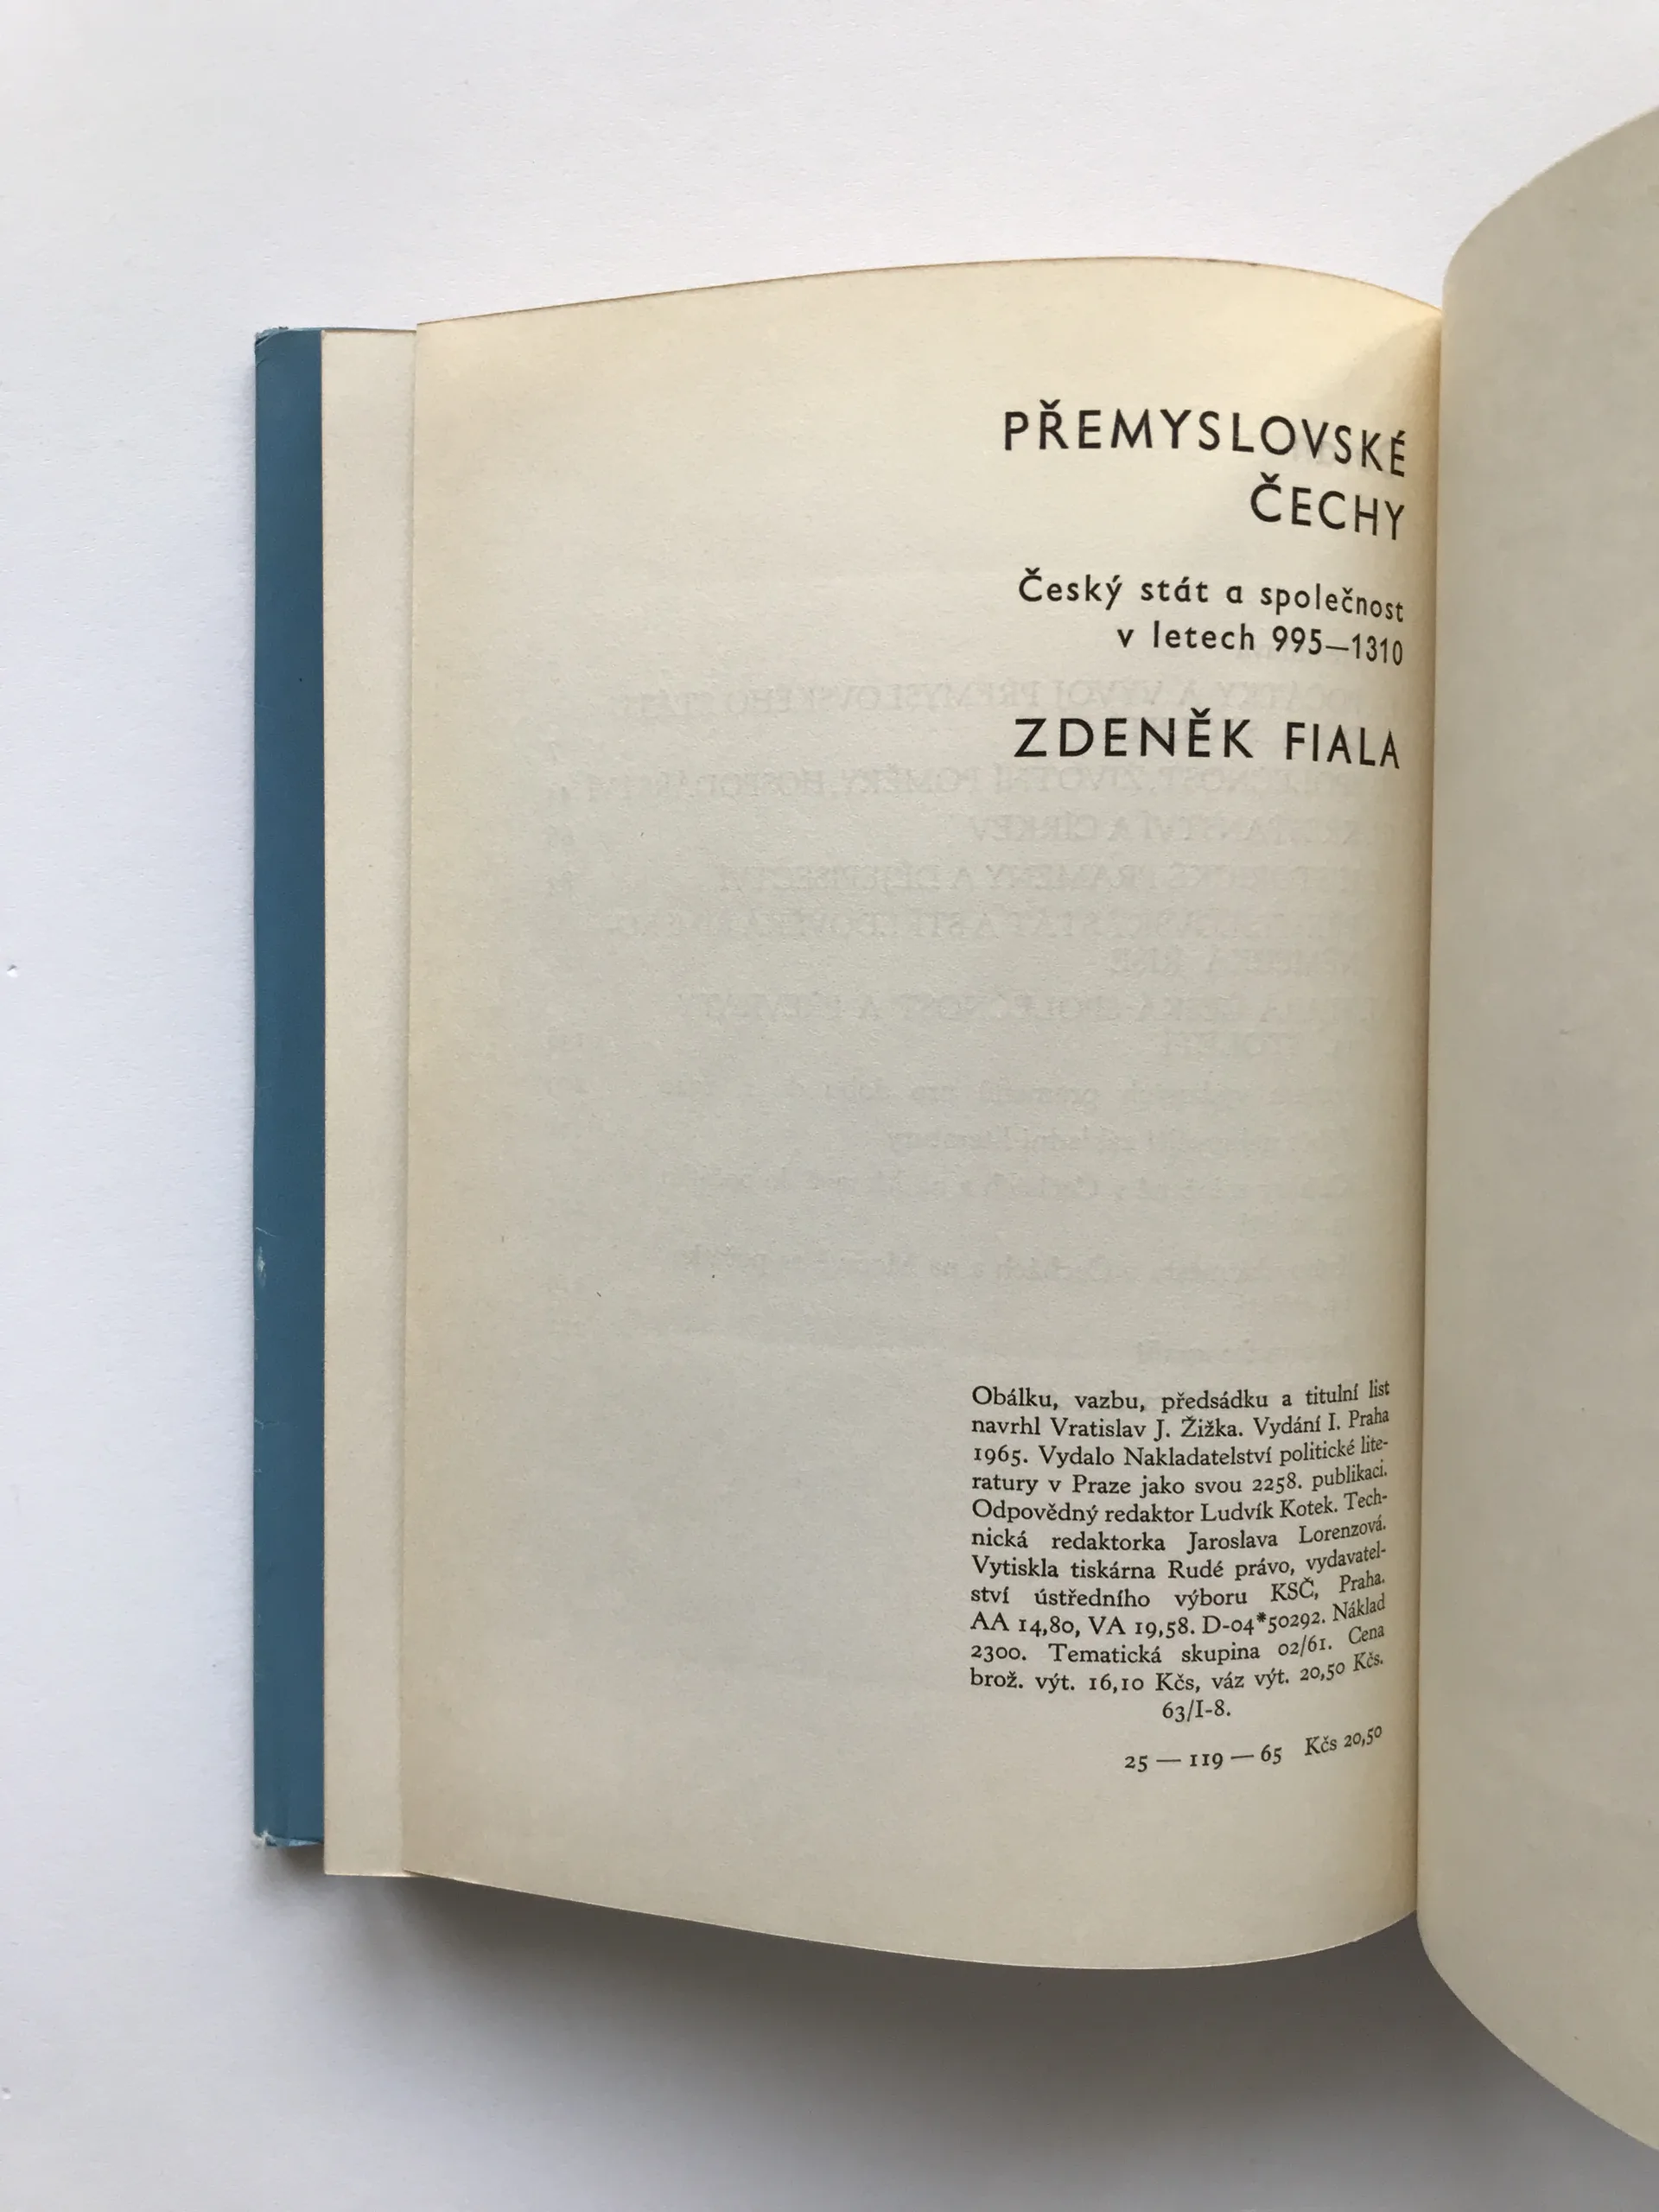 PŘEMYSLOVSKÉ
ČECHY
Český stát a společnost
v letech 995—1310
ZDENĚK FIALA
Obálku, vazbu, předsádku a titulní list
navrhl Vratislav J. Žižka. Vydání I. Praha
1965. Vydalo Nakladatelství politické lite-
ratury v Praze jako svou 2258. publikaci.
Odpovědný redaktor Ludvík Kotek. Tech-
nická redaktorka Jaroslava Lorenzová.
Vytiskla tiskárna Rudé právo, vydavatel-
ství ústředního výboru KSČ, Praha.
AA 14,80, VA 19,58. D-04*50292. Náklad
2300. Tematická skupina 02/61. Cena
brož. výt. 16,10 Kčs, váz výt. 20,50 Kčs.
63/I-8.
25 — 119 — 65 Kčs 20,50